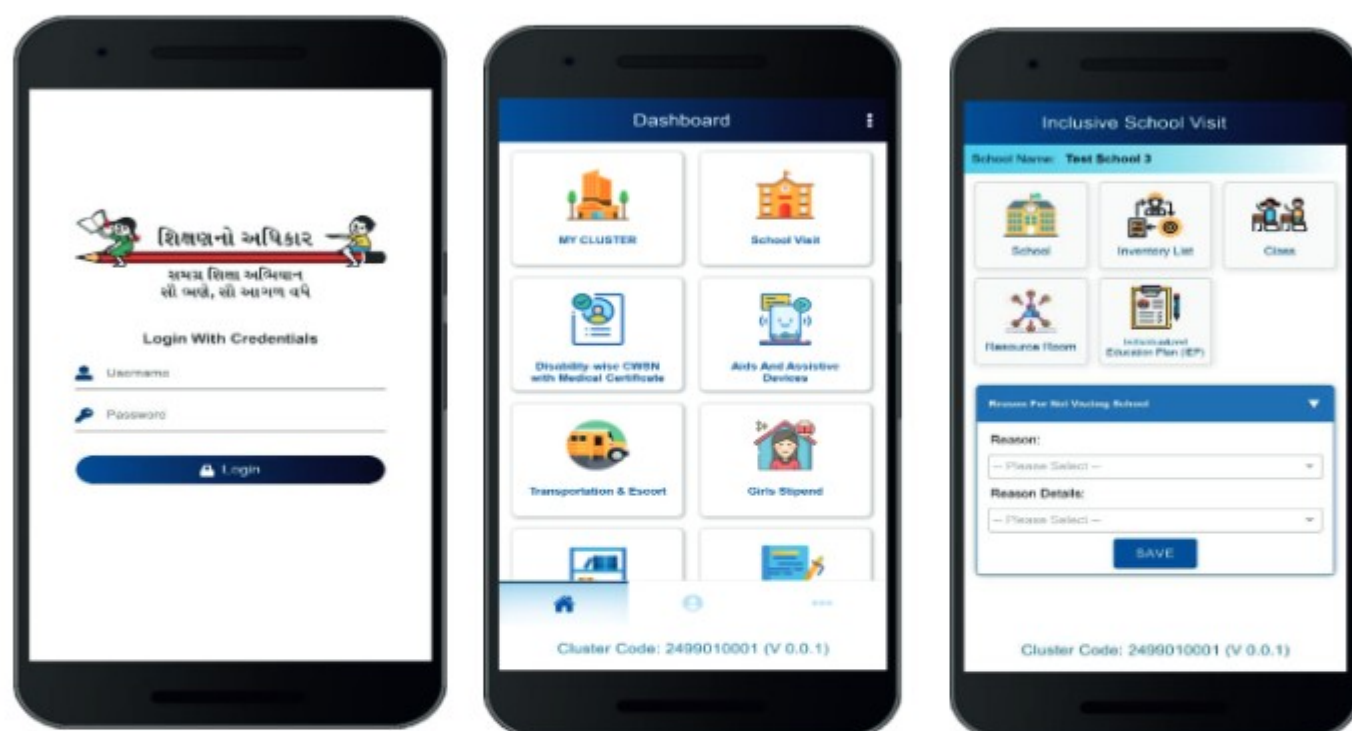 શિક્ષણનો અધિકાર
સમગ્ર શિક્ષા અભિયાન
સૌ ભણે, સૌ આગળ વધે
Login With Credentials
Username
Password
Login
Dashboard
MY CLUSTER
School Visit
Disability-wise CWSN
with Medical Certificate
Aids And Assistive
Devices
Transportation & Escort
Girls Stipend
Cluster Code: 2499010001 (V 0.0.1)
Inclusive School Visit
School Name: Test School 3
School
Inventory List
Class
Resource Room
Individualized
Education Plan (IEP)
Reason For Not Visiting School
Reason:
-- Please Select --
Reason Details:
-- Please Select --
SAVE
Cluster Code: 2499010001 (V 0.0.1)